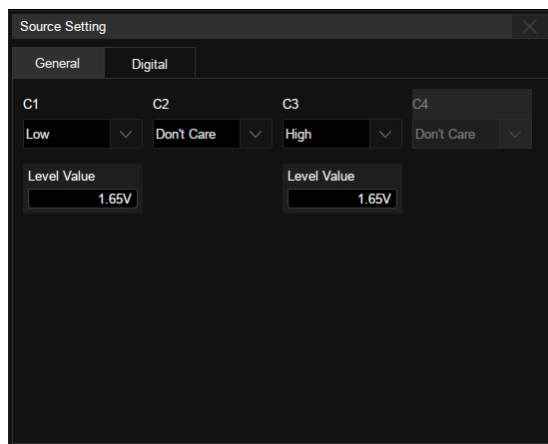 Source Setting
General Digital
C1 C2 C3 C4
Low Don't Care High Don't Care
Level Value Level Value
1.65V 1.65V